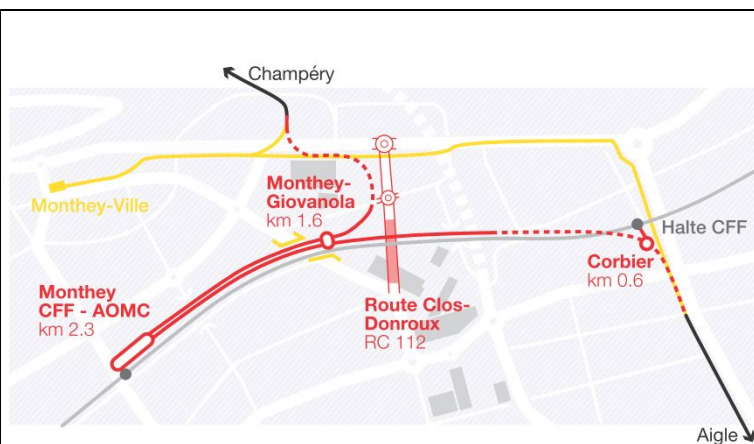 Champéry
Monthey-Ville
Monthey-
Giovanola
km 1.6
Halte CFF
Corbier
km 0.6
Monthey
CFF - AOMC
km 2.3
Route Clos-
Donroux
RC 112
Aigle